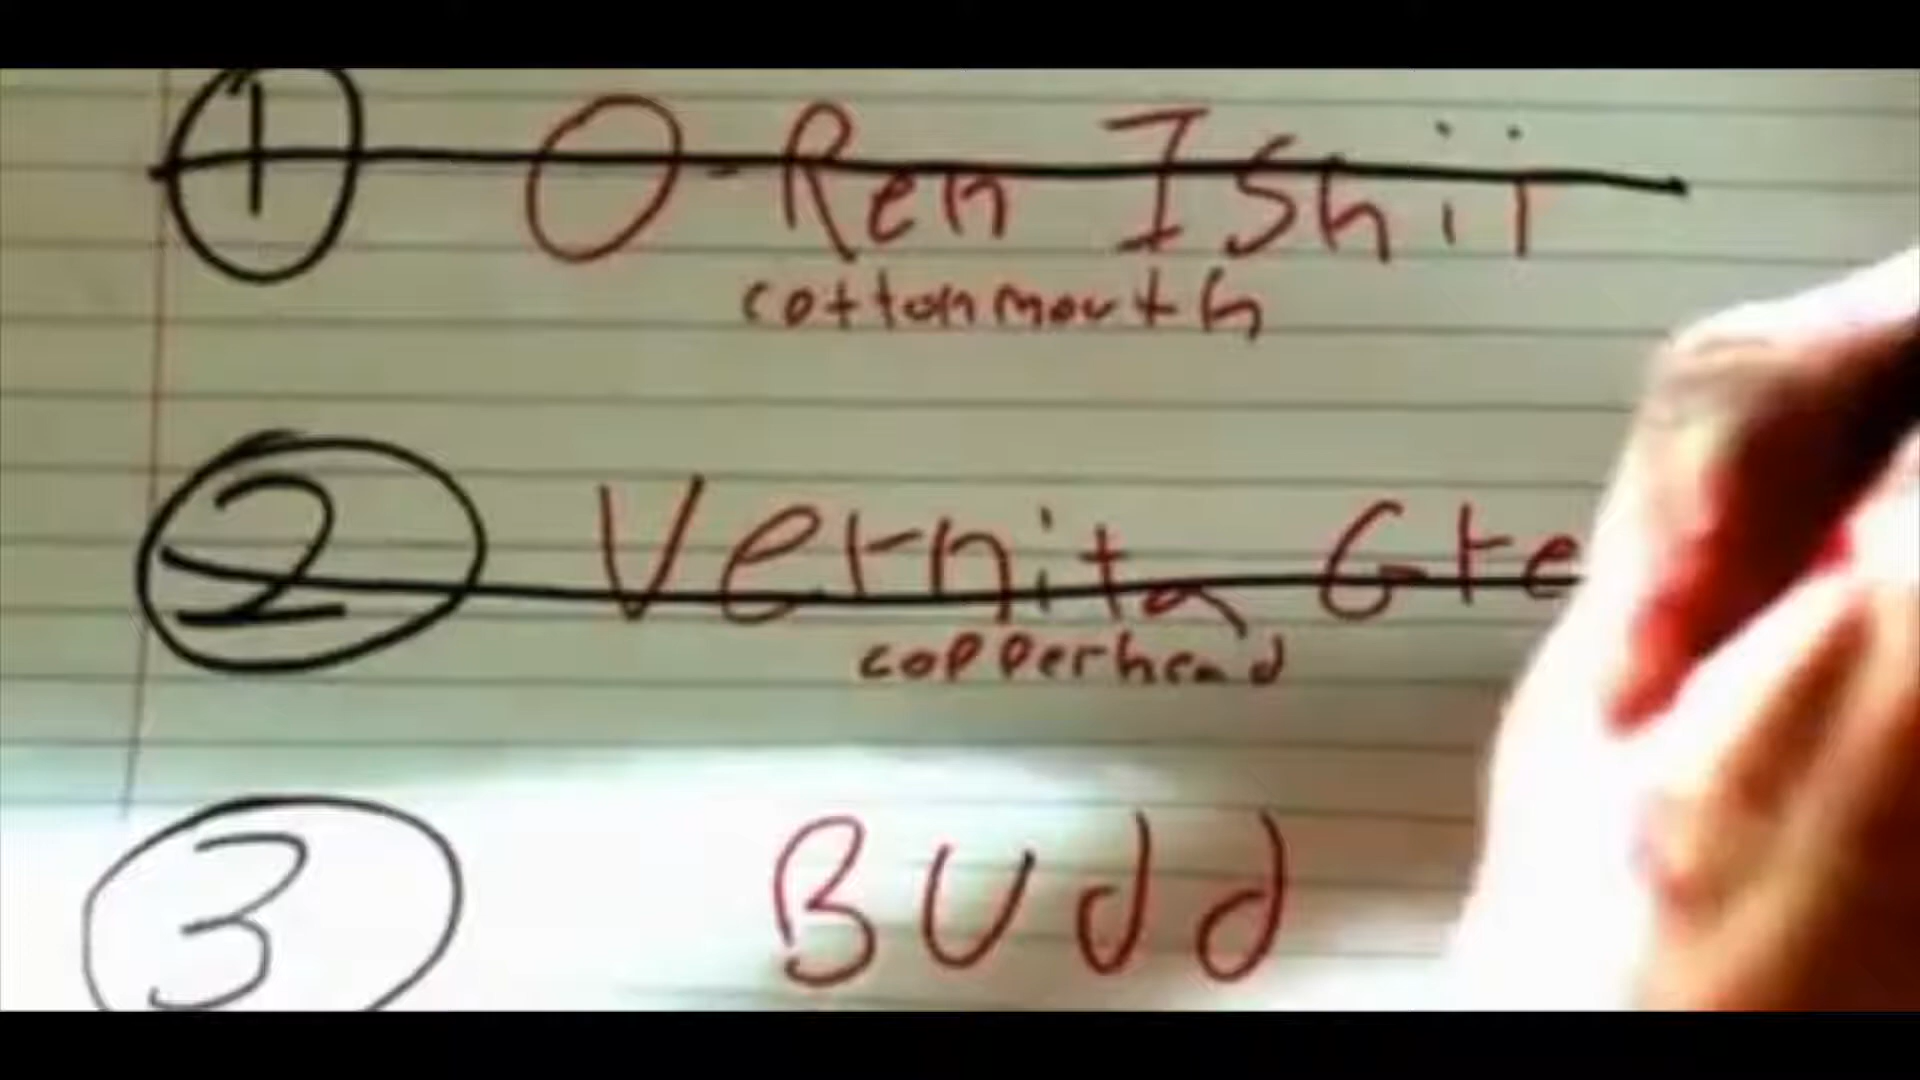 1 O-Ren Ishii
cottonmouth
2 Vernita Gre
copperhead
3 Budd